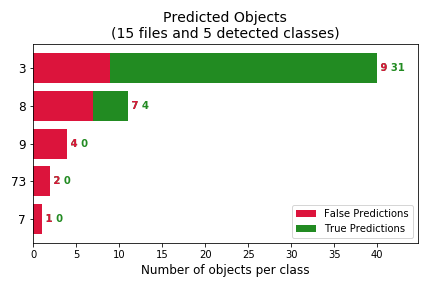 Predicted Objects
(15 files and 5 detected classes)
3 9 31
8 7 4
9 4 0
73 2 0
7 1 0
False Predictions
True Predictions
0 5 10 15 20 25 30 35 40
Number of objects per class